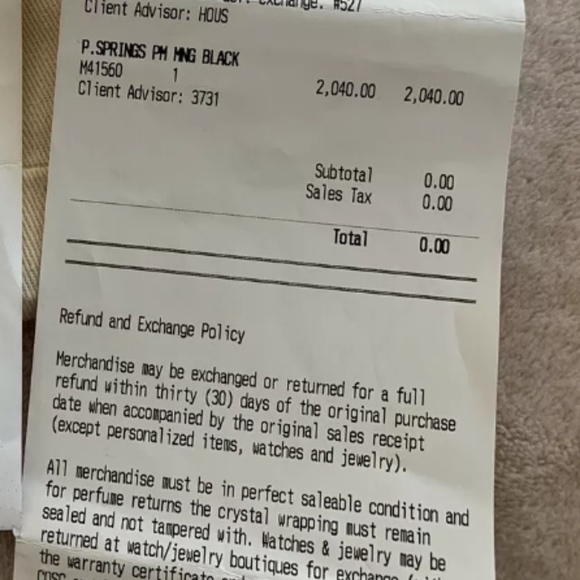 Exchange. #527
Client Advisor: HOUS
P.SPRINGS PM MNG BLACK
M41560 1 2,040.00 2,040.00
Client Advisor: 3731
Subtotal 0.00
Sales Tax 0.00
Total 0.00
Refund and Exchange Policy
Merchandise may be exchanged or returned for a full
refund within thirty (30) days of the original purchase
date when accompanied by the original sales receipt
(except personalized items, watches and jewelry).
All merchandise must be in perfect saleable condition and
for perfume returns the crystal wrapping must remain
sealed and not tampered with. Watches & jewelry may be
returned at watch/jewelry boutiques for exchange
the warranty certificate